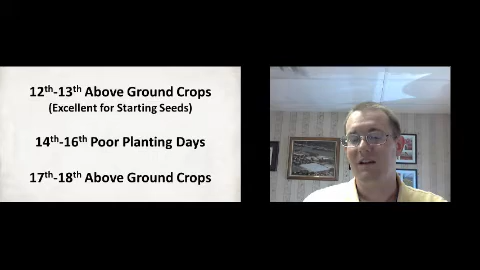 12th-13th Above Ground Crops
(Excellent for Starting Seeds)
14th-16th Poor Planting Days
17th-18th Above Ground Crops